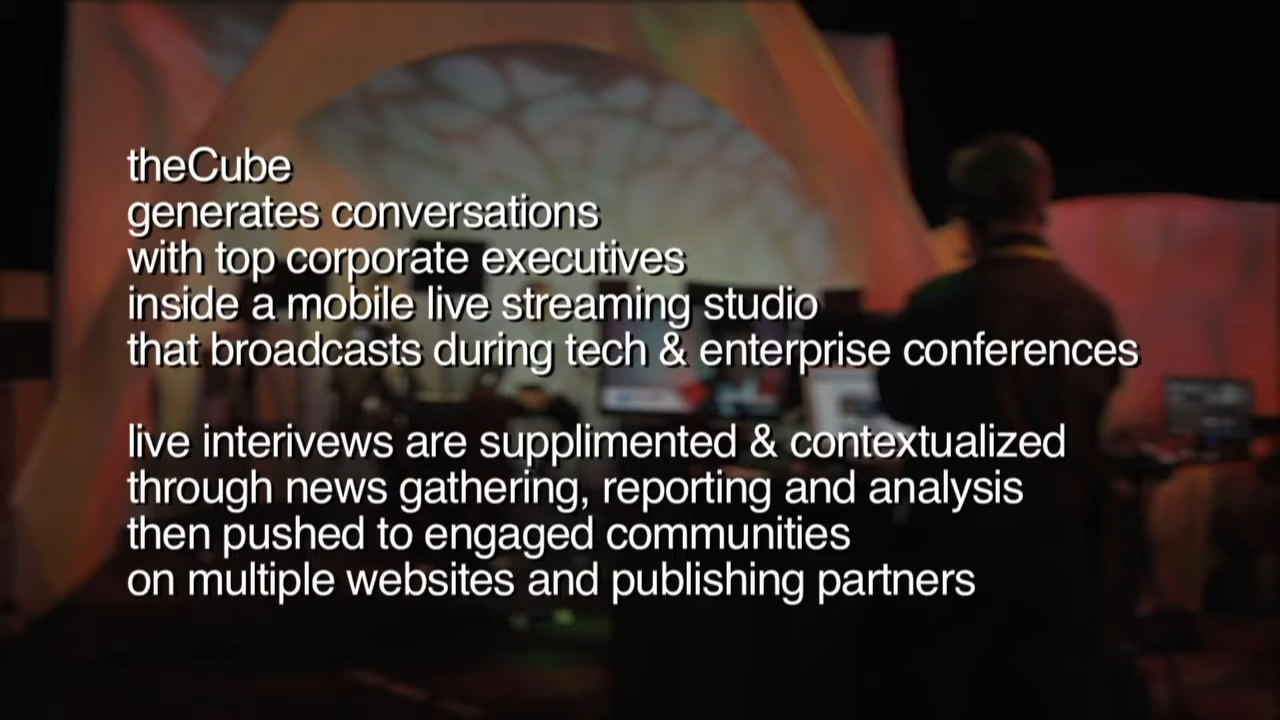 theCube
generates conversations
with top corporate executives
inside a mobile live streaming studio
that broadcasts during tech & enterprise conferences
live interivews are supplimented & contextualized
through news gathering, reporting and analysis
then pushed to engaged communities
on multiple websites and publishing partners